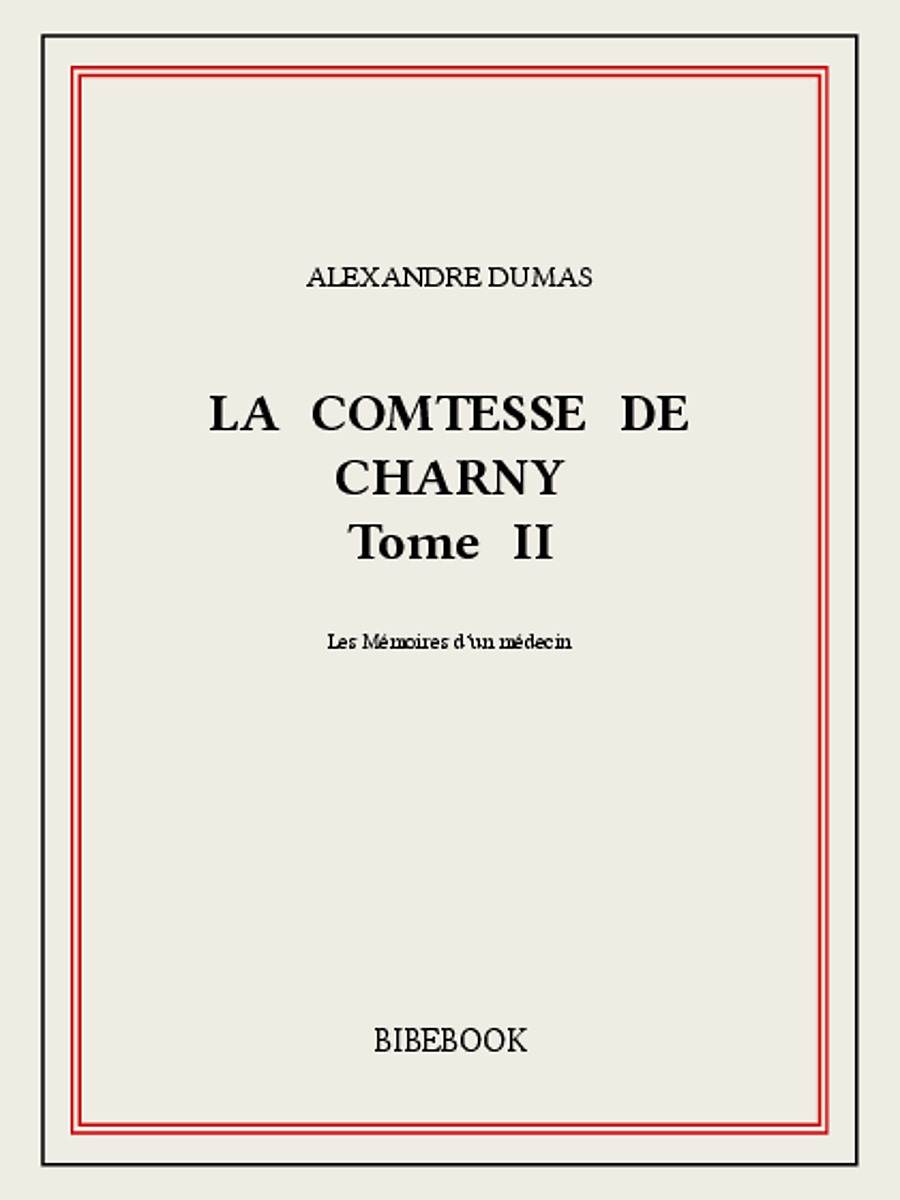 ALEXANDRE DUMAS
LA COMTESSE DE
CHARNY
Tome II
Les Mémoires d'un médecin
BIBEBOOK